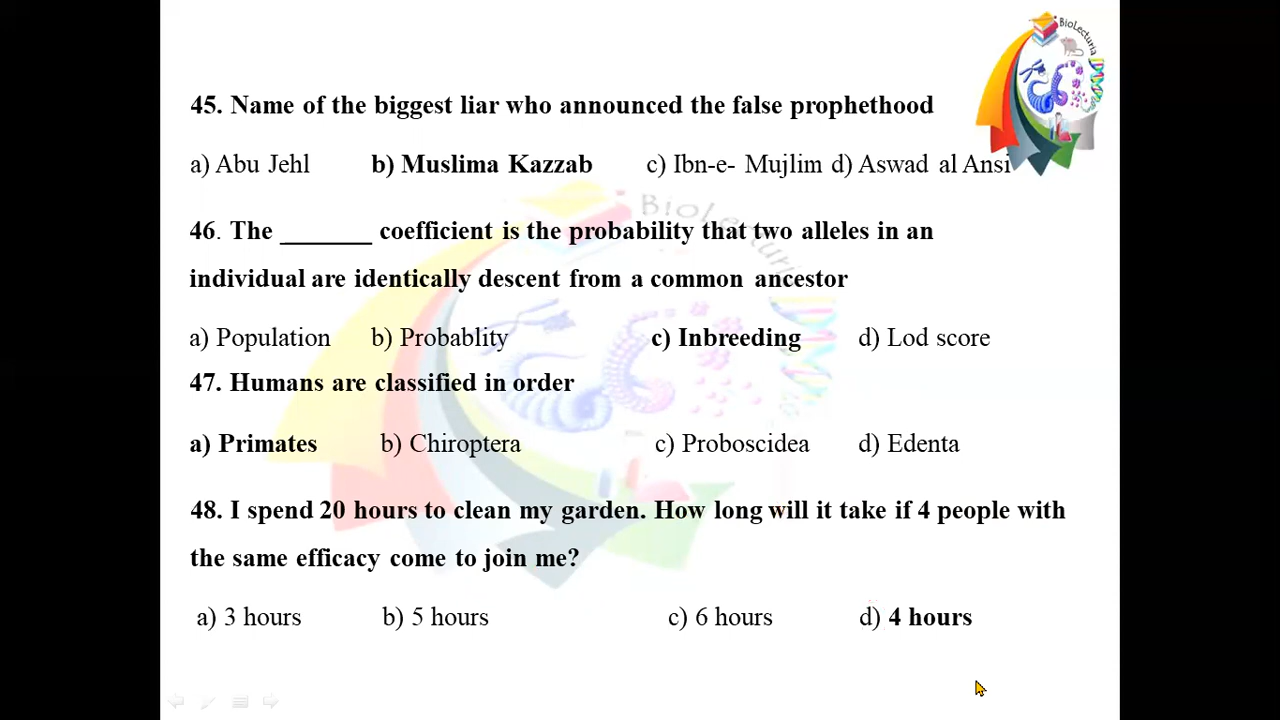 BioLecturia
45. Name of the biggest liar who announced the false prophethood
a) Abu Jehl b) Muslima Kazzab c) Ibn-e- Mujlim d) Aswad al Ansi
BioLecturia
46. The _______ coefficient is the probability that two alleles in an
individual are identically descent from a common ancestor
a) Population b) Probablity c) Inbreeding d) Lod score
47. Humans are classified in order
a) Primates b) Chiroptera c) Proboscidea d) Edenta
48. I spend 20 hours to clean my garden. How long will it take if 4 people with
the same efficacy come to join me?
a) 3 hours b) 5 hours c) 6 hours d) 4 hours